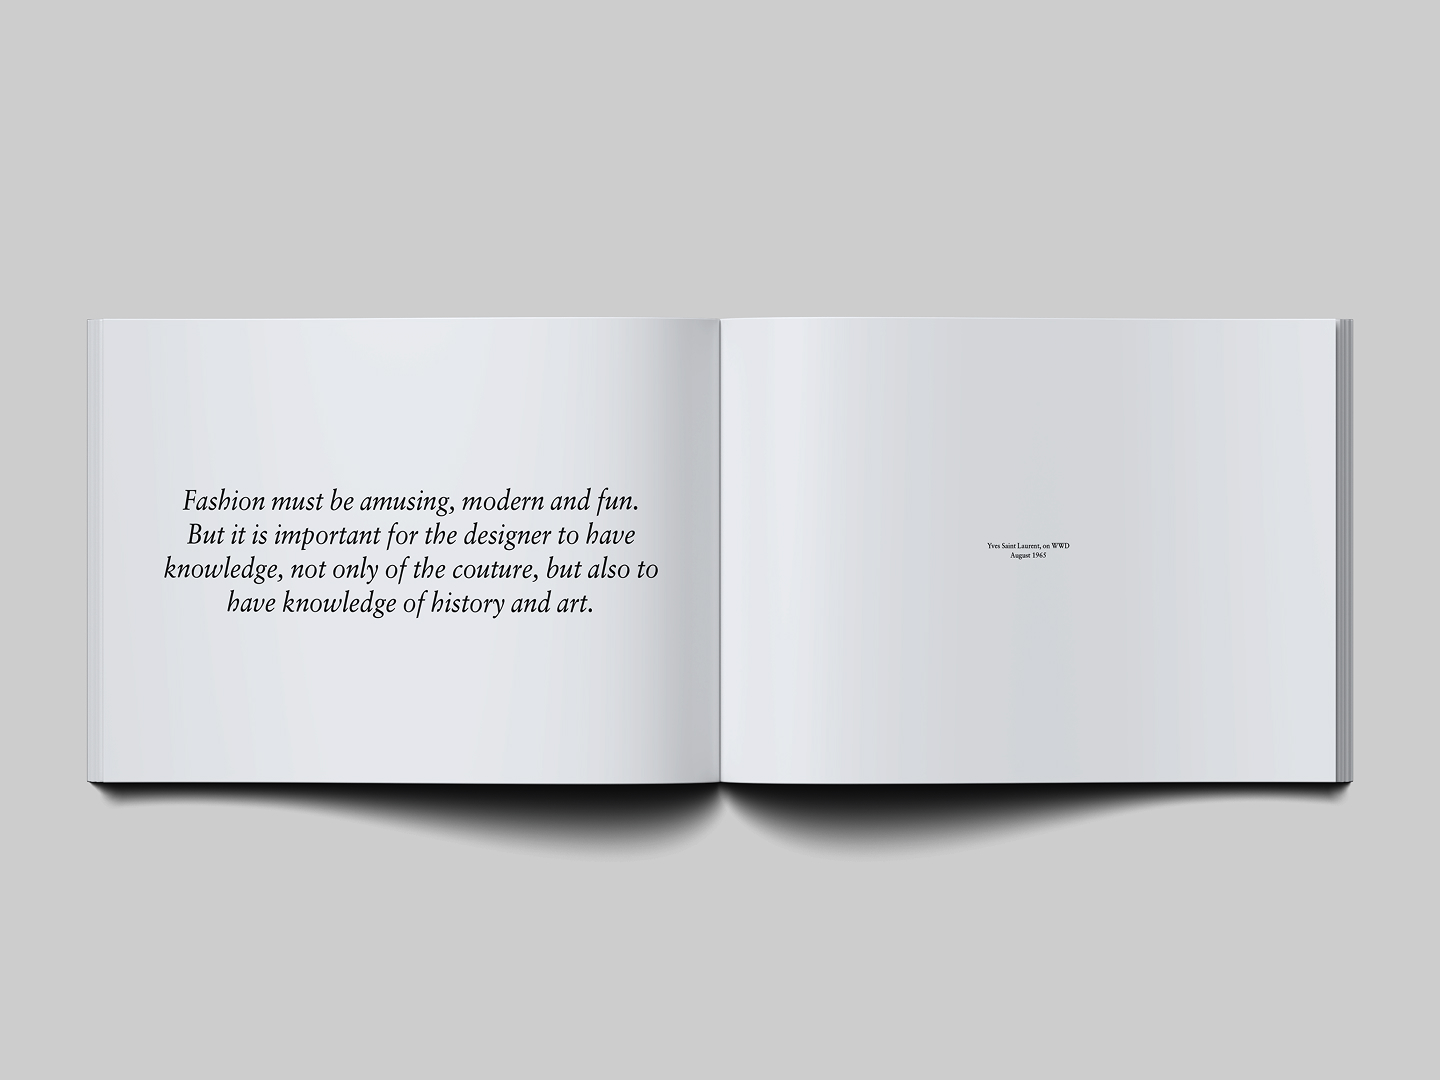 Fashion must be amusing, modern and fun.
But it is important for the designer to have
knowledge, not only of the couture, but also to
have knowledge of history and art.
Yves Saint Laurent, on WWD
August 1965